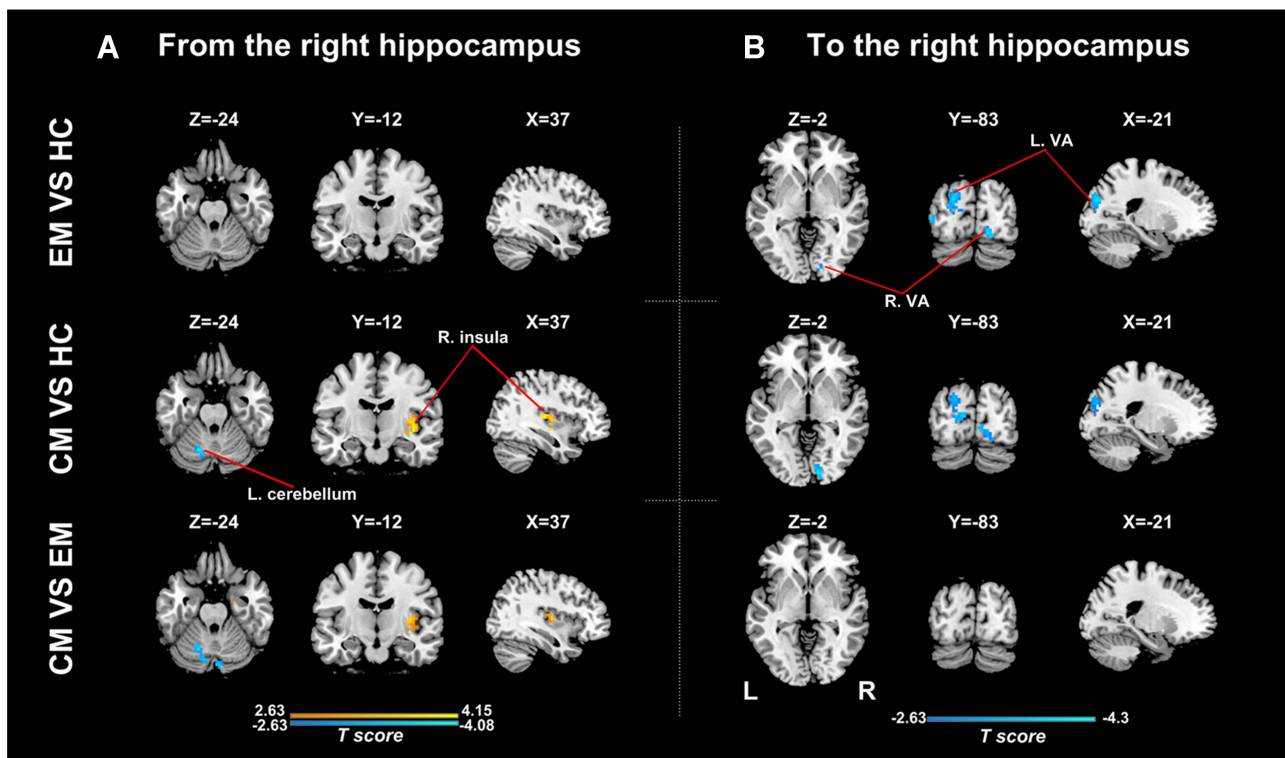 A From the right hippocampus
B To the right hippocampus
EM VS HC
Z=-24 Y=-12 X=37
Z=-2 Y=-83 X=-21
L. VA
R. VA
CM VS HC
Z=-24 Y=-12 X=37
Z=-2 Y=-83 X=-21
R. insula
L. cerebellum
CM VS EM
Z=-24 Y=-12 X=37
Z=-2 Y=-83 X=-21
L R
2.63 4.15
-2.63 -4.08
T score
-2.63 -4.3
T score